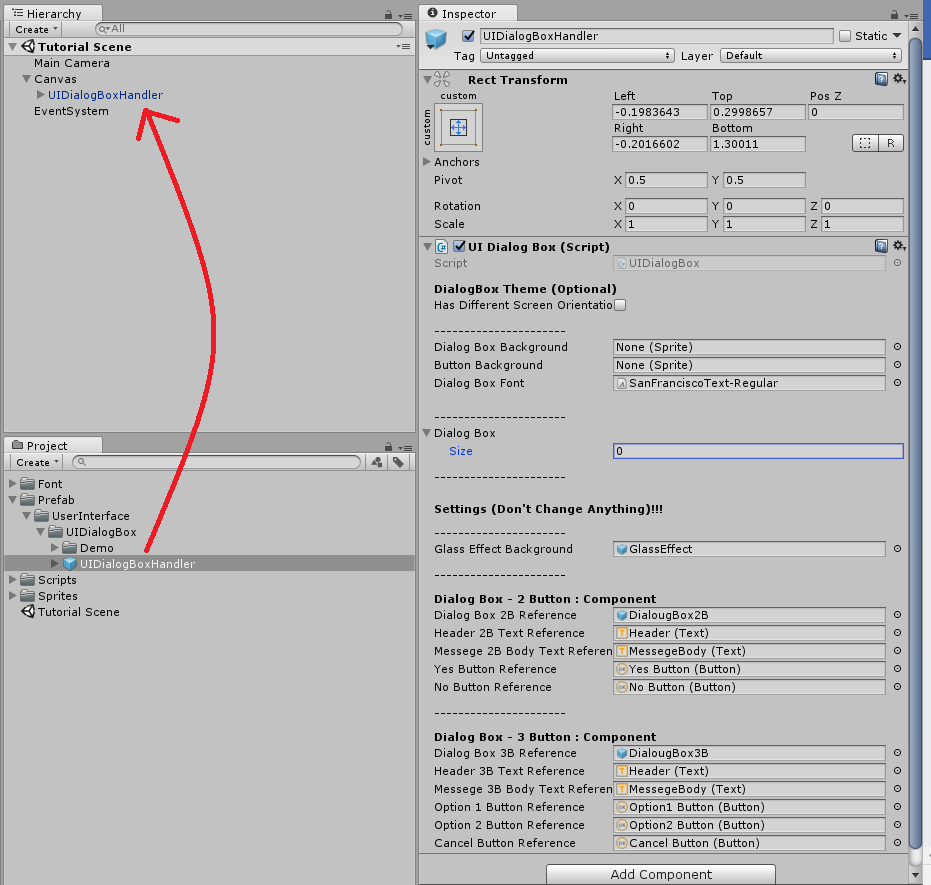 Hierarchy
Create
All
Tutorial Scene
Main Camera
Canvas
UIDialogBoxHandler
EventSystem
Project
Create
Font
Prefab
UserInterface
UIDialogBox
Demo
UIDialogBoxHandler
Scripts
Sprites
Tutorial Scene
Inspector
UIDialogBoxHandler Static
Tag Untagged Layer Default
Rect Transform
custom
custom
Left Top Pos Z
-0.1983643 0.2998657 0
Right Bottom
-0.2016602 1.30011 R
Anchors
Pivot X 0.5 Y 0.5
Rotation X 0 Y 0 Z 0
Scale X 1 Y 1 Z 1
UI Dialog Box (Script)
Script UIDialogBox
DialogBox Theme (Optional)
Has Different Screen Orientatio
----------------------
Dialog Box Background None (Sprite)
Button Background None (Sprite)
Dialog Box Font SanFranciscoText-Regular
----------------------
Dialog Box
Size 0
----------------------
Settings (Don't Change Anything)!!!
----------------------
Glass Effect Background GlassEffect
----------------------
Dialog Box - 2 Button : Component
Dialog Box 2B Reference DialougBox2B
Header 2B Text Reference Header (Text)
Messege 2B Body Text Referen MessegeBody (Text)
Yes Button Reference Yes Button (Button)
No Button Reference No Button (Button)
----------------------
Dialog Box - 3 Button : Component
Dialog Box 3B Reference DialougBox3B
Header 3B Text Reference Header (Text)
Messege 3B Body Text Referen MessegeBody (Text)
Option 1 Button Reference Option1 Button (Button)
Option 2 Button Reference Option2 Button (Button)
Cancel Button Reference Cancel Button (Button)
Add Component